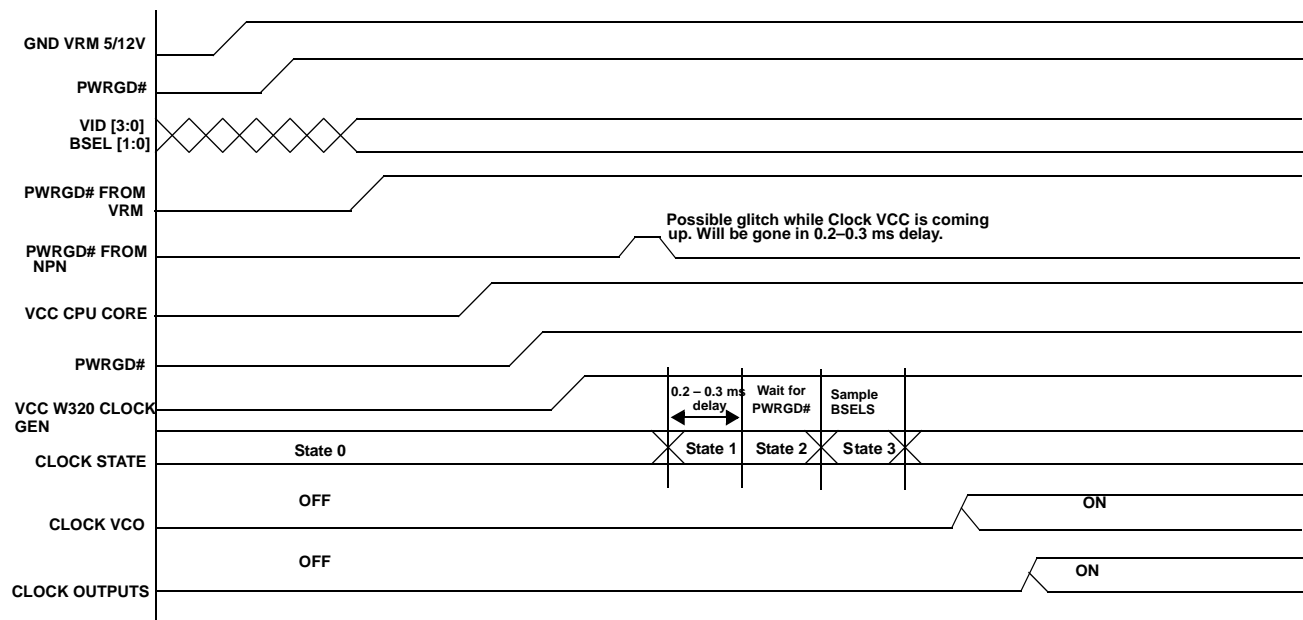 GND VRM 5/12V
PWRGD#
VID [3:0]
BSEL [1:0]
PWRGD# FROM
VRM
Possible glitch while Clock VCC is coming
up. Will be gone in 0.2–0.3 ms delay.
PWRGD# FROM
NPN
VCC CPU CORE
PWRGD#
0.2 – 0.3 ms
delay
Wait for
PWRGD#
Sample
BSELS
VCC W320 CLOCK
GEN
CLOCK STATE
State 0
State 1
State 2
State 3
OFF
ON
CLOCK VCO
OFF
ON
CLOCK OUTPUTS